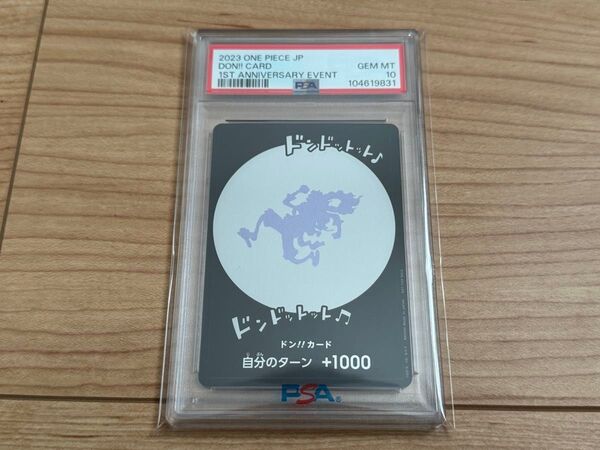 2023 ONE PIECE JP
DON!! CARD GEM MT
1ST ANNIVERSARY EVENT 10
PSA 104619831
ドンドットット♪
ドンドットット♫
ドン!!カード
自分のターン +1000
PSA